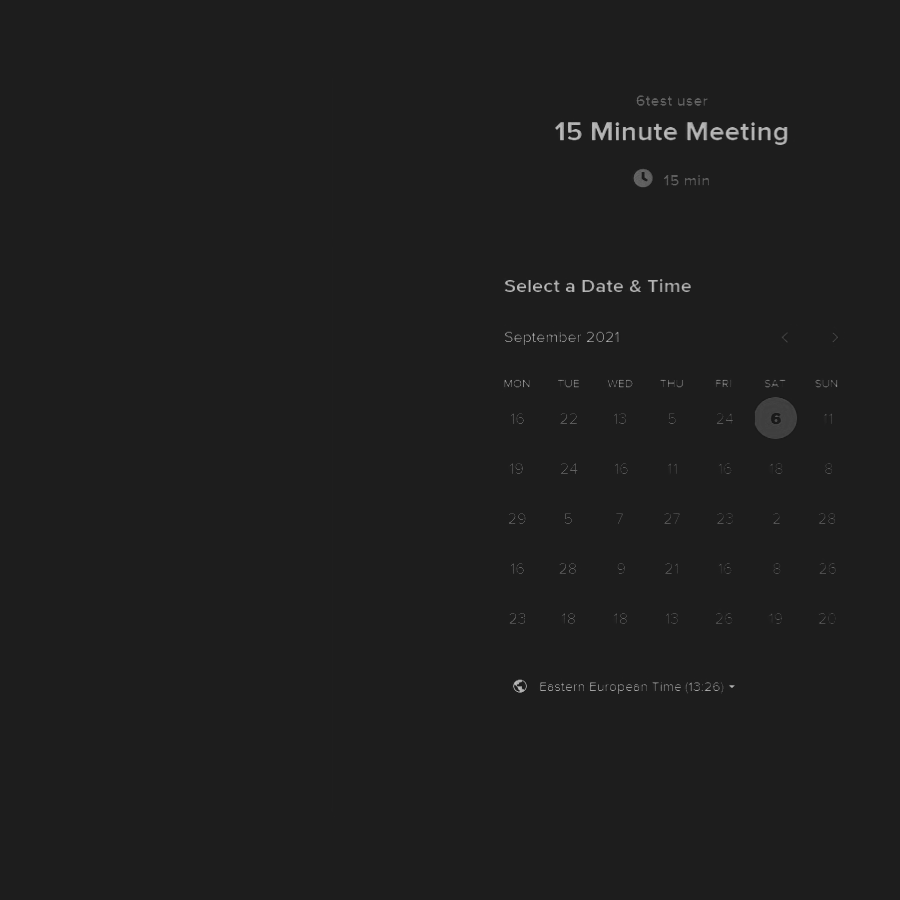 6test user
15 Minute Meeting
15 min
Select a Date & Time
September 2021
MON TUE WED THU FRI SAT SUN
16 22 13 5 24 6 11
19 24 16 11 16 18 8
29 5 7 27 23 2 28
16 28 9 21 16 8 26
23 18 18 13 26 19 20
Eastern European Time (13:26)